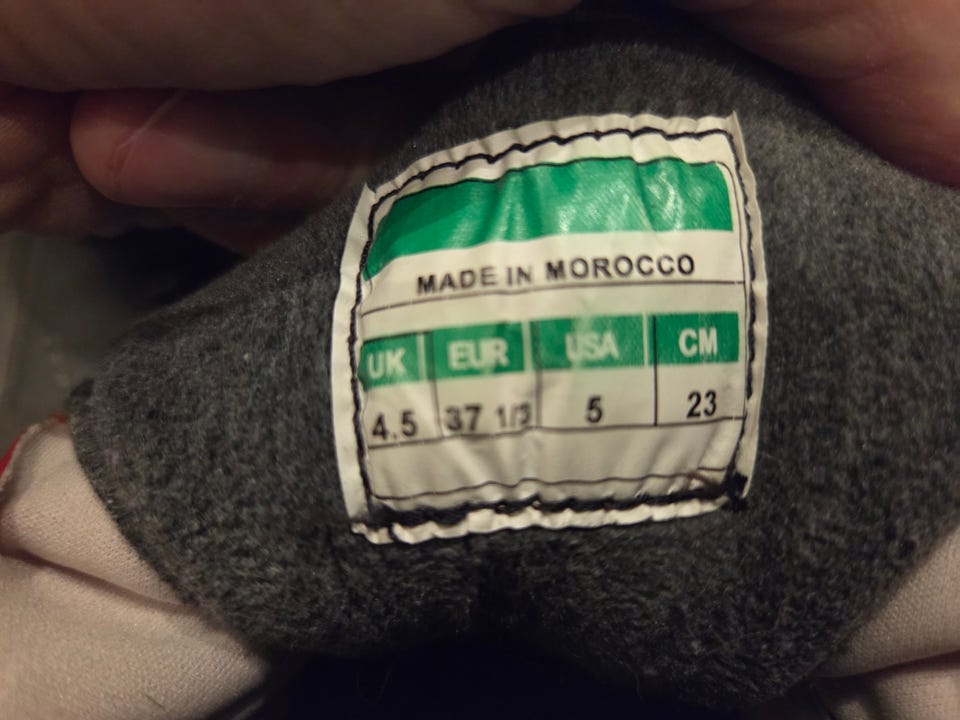 MADE IN MOROCCO
UK EUR USA CM
4.5 37 1/3 5 23